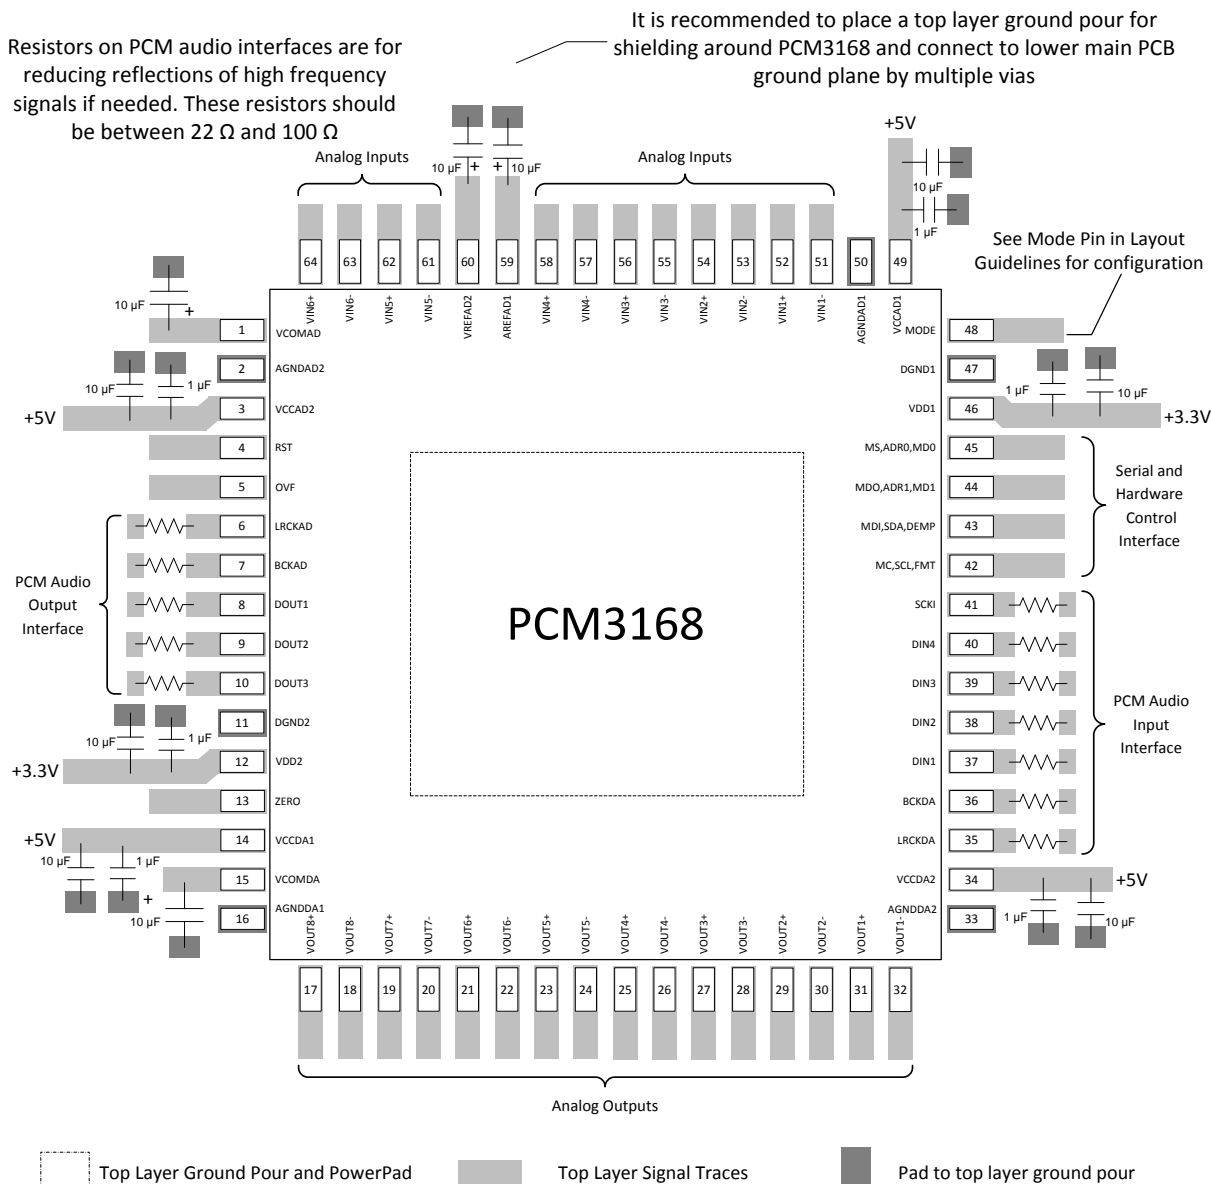 It is recommended to place a top layer ground pour for
shielding around PCM3168 and connect to lower main PCB
ground plane by multiple vias
Resistors on PCM audio interfaces are for
reducing reflections of high frequency
signals if needed. These resistors should
be between 22 Ω and 100 Ω
+5V
Analog Inputs
10 µF
+
+
10 µF
Analog Inputs
10 µF
1 µF
See Mode Pin in Layout
Guidelines for configuration
64
63
62
61
60
59
58
57
56
55
54
53
52
51
50
49
VIN6+
VIN6-
VIN5+
VIN5-
VREFAD2
AREFAD1
VIN4+
VIN4-
VIN3+
VIN3-
VIN2+
VIN2-
VIN1+
VIN1-
AGNDAD1
VCCAD1
10 µF
+
1
VCOMAD
2
AGNDAD2
10 µF
1 µF
+5V
3
VCCAD2
4
RST
5
OVF
6
LRCKAD
7
BCKAD
8
DOUT1
9
DOUT2
10
DOUT3
PCM Audio
Output
Interface
11
DGND2
10 µF
1 µF
+3.3V
12
VDD2
13
ZERO
+5V
14
VCCDA1
10 µF
1 µF
15
VCOMDA
+
10 µF
16
AGNDDA1
PCM3168
MODE
48
DGND1
47
1 µF
10 µF
VDD1
46
+3.3V
MS,ADR0,MD0
45
MDO,ADR1,MD1
44
MDI,SDA,DEMP
43
MC,SCL,FMT
42
Serial and
Hardware
Control
Interface
SCKI
41
DIN4
40
DIN3
39
DIN2
38
DIN1
37
BCKDA
36
LRCKDA
35
PCM Audio
Input
Interface
VCCDA2
34
+5V
AGNDDA2
33
1 µF
10 µF
VOUT8+
VOUT8-
VOUT7+
VOUT7-
VOUT6+
VOUT6-
VOUT5+
VOUT5-
VOUT4+
VOUT4-
VOUT3+
VOUT3-
VOUT2+
VOUT2-
VOUT1+
VOUT1-
17
18
19
20
21
22
23
24
25
26
27
28
29
30
31
32
Analog Outputs
Top Layer Ground Pour and PowerPad
Top Layer Signal Traces
Pad to top layer ground pour